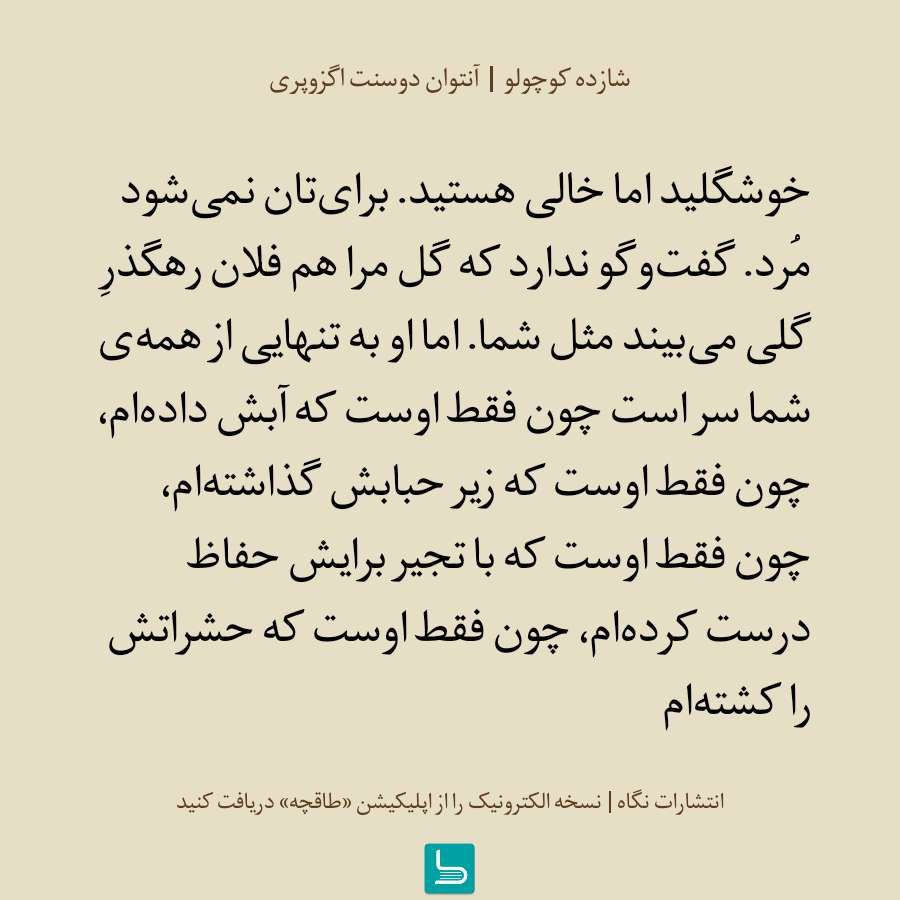 شازده کوچولو | آنتوان دوسنت اگزوپری
خوشگلید اما خالی هستید. برای‌تان نمی‌شود
مُرد. گفت‌وگو ندارد که گل مرا هم فلان رهگذرِ
گلی می‌بیند مثل شما. اما او به تنهایی از همه‌ی
شما سر است چون فقط اوست که آبش داده‌ام،
چون فقط اوست که زیر حبابش گذاشته‌ام،
چون فقط اوست که با تجیر برایش حفاظ
درست کرده‌ام، چون فقط اوست که حشراتش
را کشته‌ام
انتشارات نگاه | نسخه الکترونیک را از اپلیکیشن «طاقچه» دریافت کنید